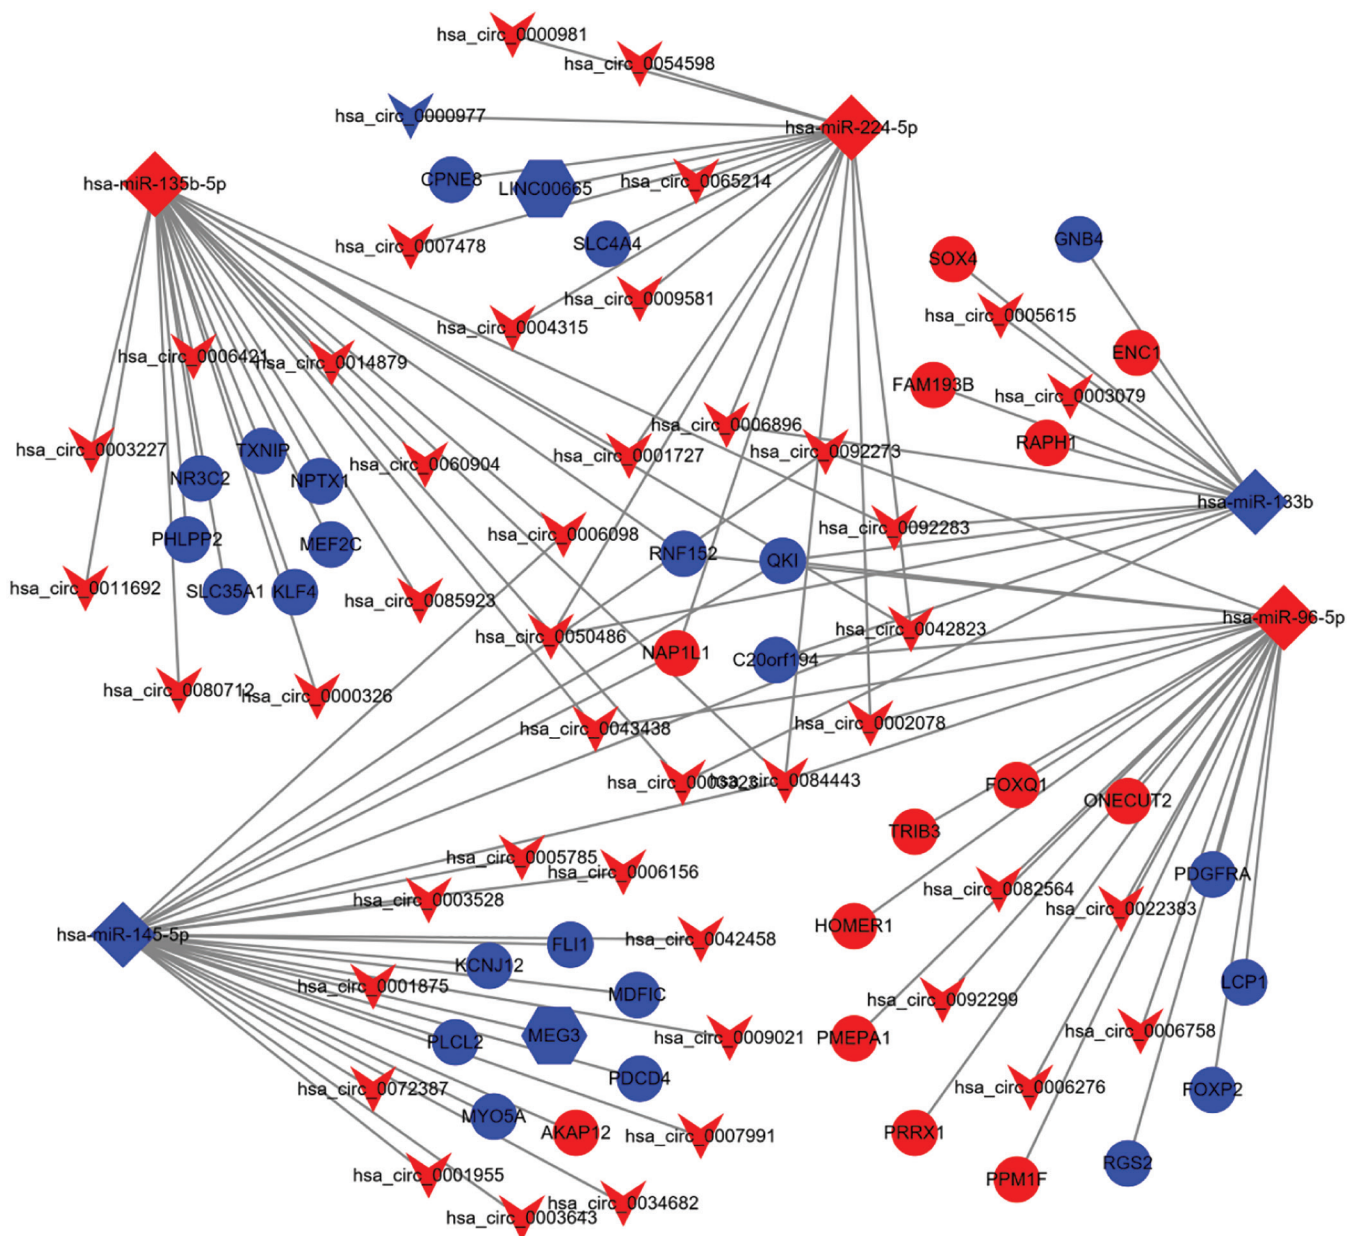 hsa_circ_0000981
hsa_circ_0054598
hsa_circ_0000977
hsa-miR-224-5p
hsa-miR-135b-5p
CPNE8
LINC00665
hsa_circ_0065214
hsa_circ_0007478
SLC4A4
GNB4
SOX4
hsa_circ_0009581
hsa_circ_0004315
hsa_circ_0005615
hsa_circ_0006421
hsa_circ_0014879
ENC1
FAM193B
hsa_circ_0003079
hsa_circ_0006896
RAPH1
hsa_circ_0003227
TXNIP
hsa_circ_0060904
hsa_circ_0001727
hsa_circ_0092273
NR3C2
NPTX1
hsa-miR-133b
hsa_circ_0006098
hsa_circ_0092283
PHLPP2
MEF2C
RNF152
QKI
hsa_circ_0011692
SLC35A1
KLF4
hsa_circ_0085923
hsa-miR-96-5p
hsa_circ_0050486
hsa_circ_0042823
NAP1L1
C20orf194
hsa_circ_0080712
hsa_circ_0000326
hsa_circ_0043438
hsa_circ_0002078
hsa_circ_0084443
FOXQ1
ONECUT2
TRIB3
hsa_circ_0005785
hsa_circ_0006156
PDGFRA
hsa_circ_0003528
hsa_circ_0082564
hsa_circ_0022383
HOMER1
hsa-miR-145-5p
FLI1
hsa_circ_0042458
KCNJ12
hsa_circ_0001875
MDFIC
LCP1
hsa_circ_0092299
MEG3
hsa_circ_0009021
PMEPA1
hsa_circ_0006758
PLCL2
PDCD4
hsa_circ_0072387
hsa_circ_0006276
FOXP2
MYO5A
AKAP12
hsa_circ_0007991
PRRX1
RGS2
hsa_circ_0001955
PPM1F
hsa_circ_0034682
hsa_circ_0003643